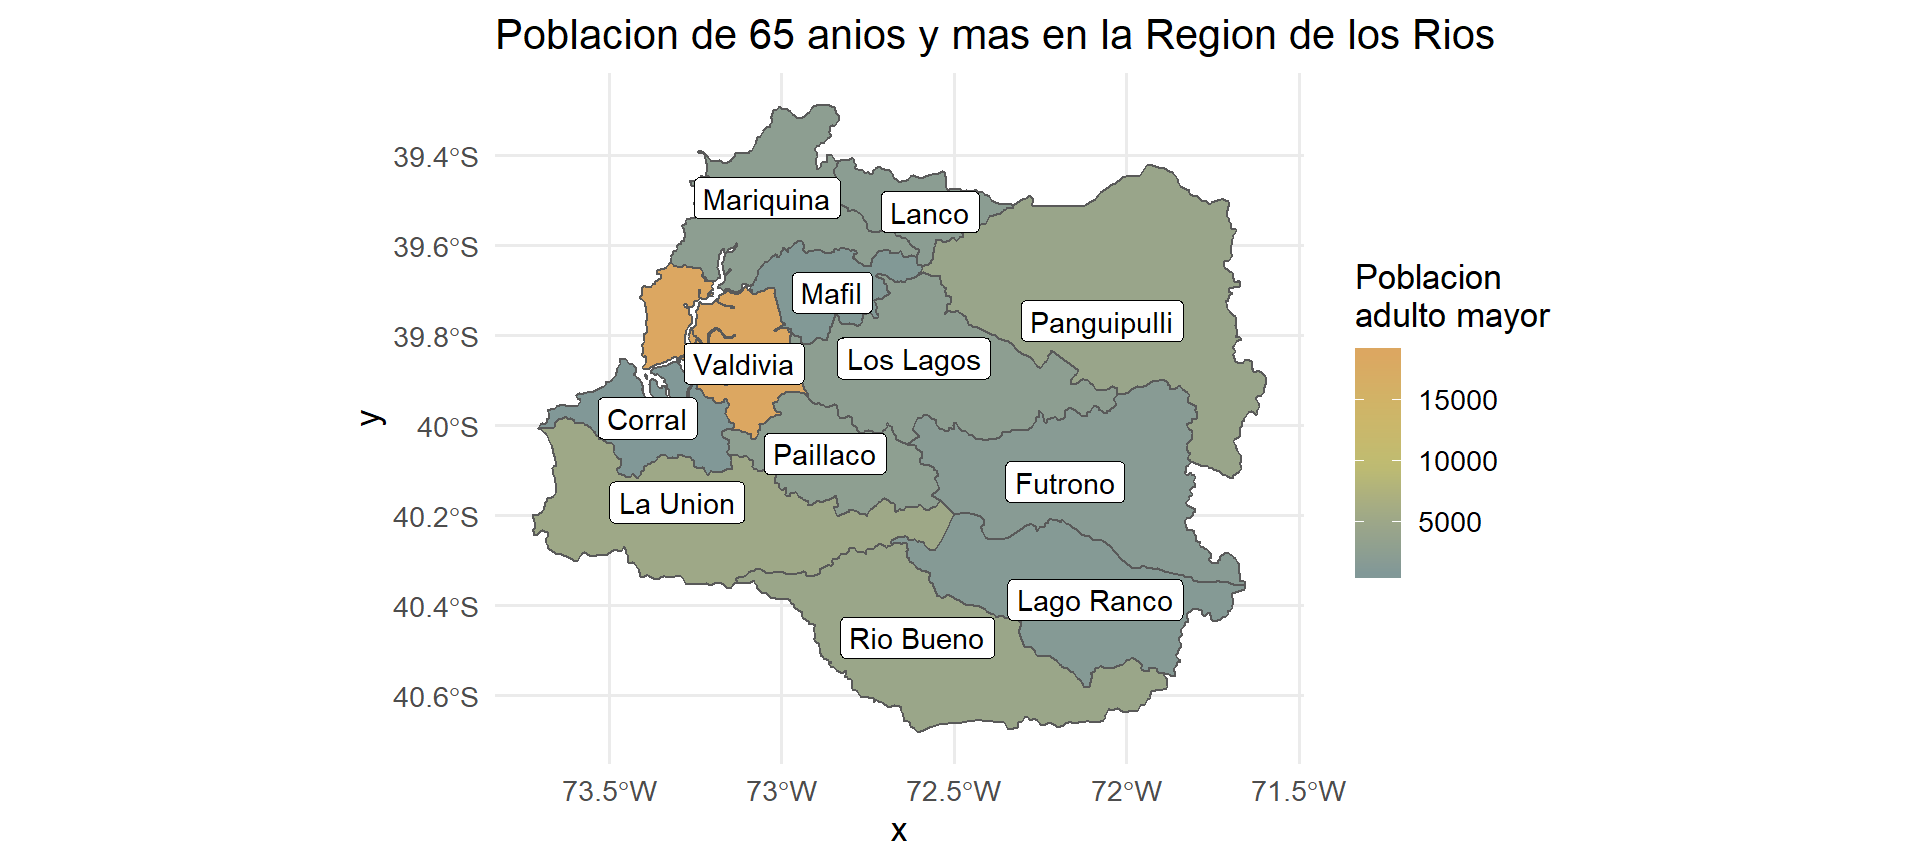 Poblacion de 65 anios y mas en la Region de los Rios
39.4°S
39.6°S
39.8°S
40°S
40.2°S
40.4°S
40.6°S
y
Mariquina
Lanco
Mafil
Panguipulli
Valdivia
Los Lagos
Corral
Paillaco
Futrono
La Union
Lago Ranco
Rio Bueno
73.5°W
73°W
72.5°W
72°W
71.5°W
x
Poblacion
adulto mayor
15000
10000
5000